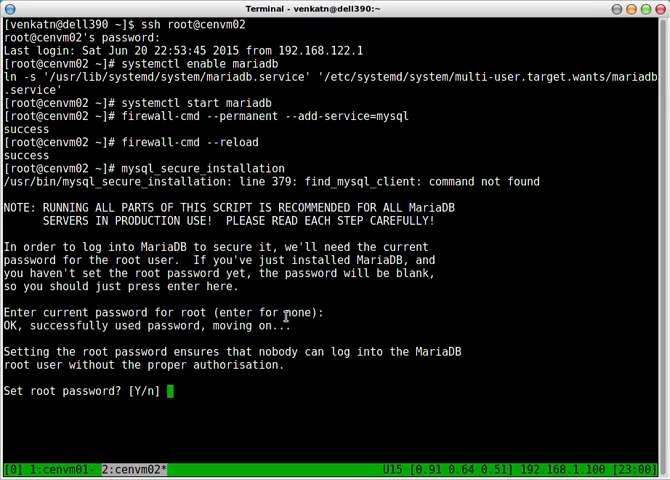 Terminal - venkatn@dell390:~
[venkatn@dell390 ~]$ ssh root@cenvm02
root@cenvm02's password:
Last login: Sat Jun 20 22:53:45 2015 from 192.168.122.1
[root@cenvm02 ~]# systemctl enable mariadb
ln -s '/usr/lib/systemd/system/mariadb.service' '/etc/systemd/system/multi-user.target.wants/mariadb
.service'
[root@cenvm02 ~]# systemctl start mariadb
[root@cenvm02 ~]# firewall-cmd --permanent --add-service=mysql
success
[root@cenvm02 ~]# firewall-cmd --reload
success
[root@cenvm02 ~]# mysql_secure_installation
/usr/bin/mysql_secure_installation: line 379: find_mysql_client: command not found
NOTE: RUNNING ALL PARTS OF THIS SCRIPT IS RECOMMENDED FOR ALL MariaDB
SERVERS IN PRODUCTION USE!  PLEASE READ EACH STEP CAREFULLY!
In order to log into MariaDB to secure it, we'll need the current
password for the root user.  If you've just installed MariaDB, and
you haven't set the root password yet, the password will be blank,
so you should just press enter here.
Enter current password for root (enter for none):
OK, successfully used password, moving on...
Setting the root password ensures that nobody can log into the MariaDB
root user without the proper authorisation.
Set root password? [Y/n]
[0] 1:cenvm01- 2:cenvm02* U15 [0.91 0.64 0.51] 192.168.1.100 [23:00]